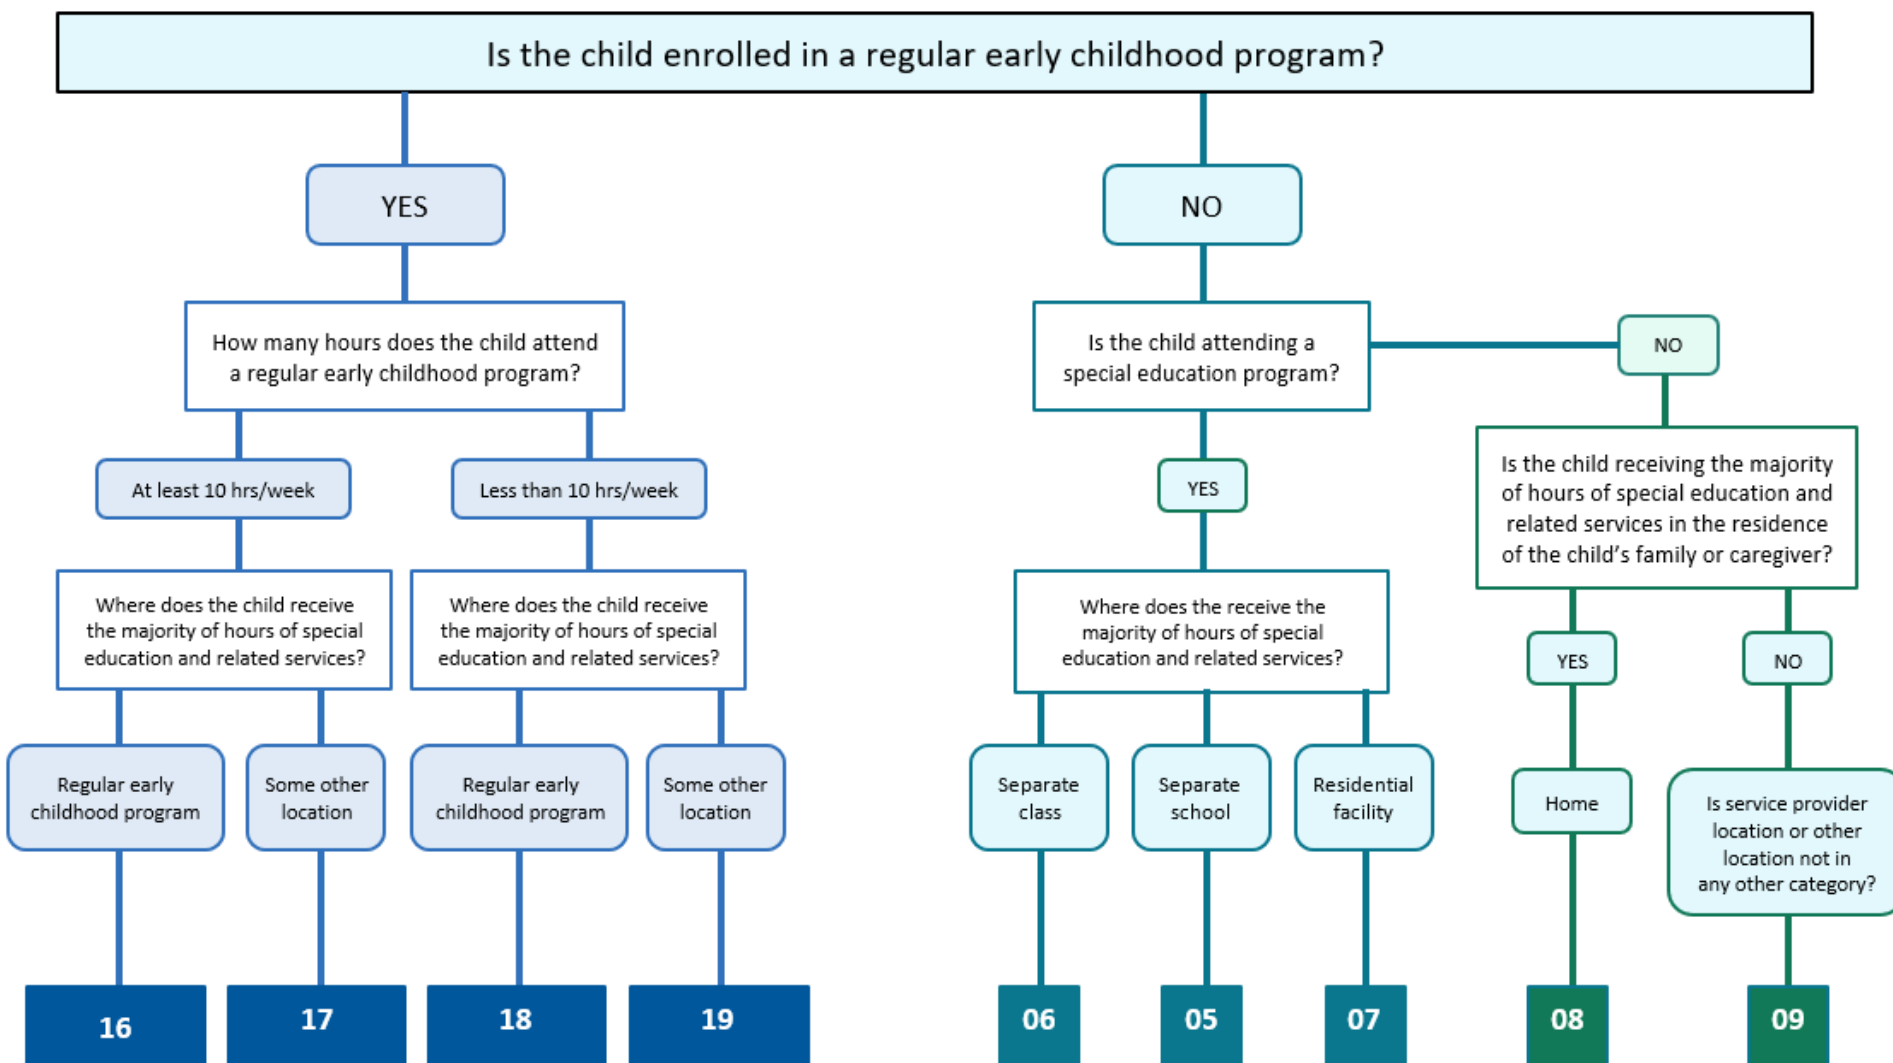 Is the child enrolled in a regular early childhood program?
YES
NO
How many hours does the child attend
a regular early childhood program?
Is the child attending a
special education program?
NO
At least 10 hrs/week
Less than 10 hrs/week
YES
Is the child receiving the majority
of hours of special education and
related services in the residence
of the child’s family or caregiver?
Where does the child receive
the majority of hours of special
education and related services?
Where does the child receive
the majority of hours of special
education and related services?
Where does the receive the
majority of hours of special
education and related services?
YES
NO
Regular early
childhood program
Some other
location
Regular early
childhood program
Some other
location
Separate
class
Separate
school
Residential
facility
Home
Is service provider
location or other
location not in
any other category?
16
17
18
19
06
05
07
08
09